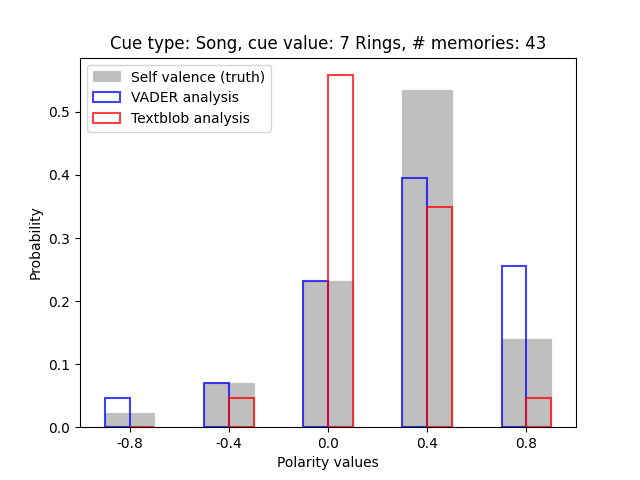 Cue type: Song, cue value: 7 Rings, # memories: 43
Self valence (truth)
VADER analysis
Textblob analysis
Probability
0.5
0.4
0.3
0.2
0.1
0.0
-0.8 -0.4 0.0 0.4 0.8
Polarity values